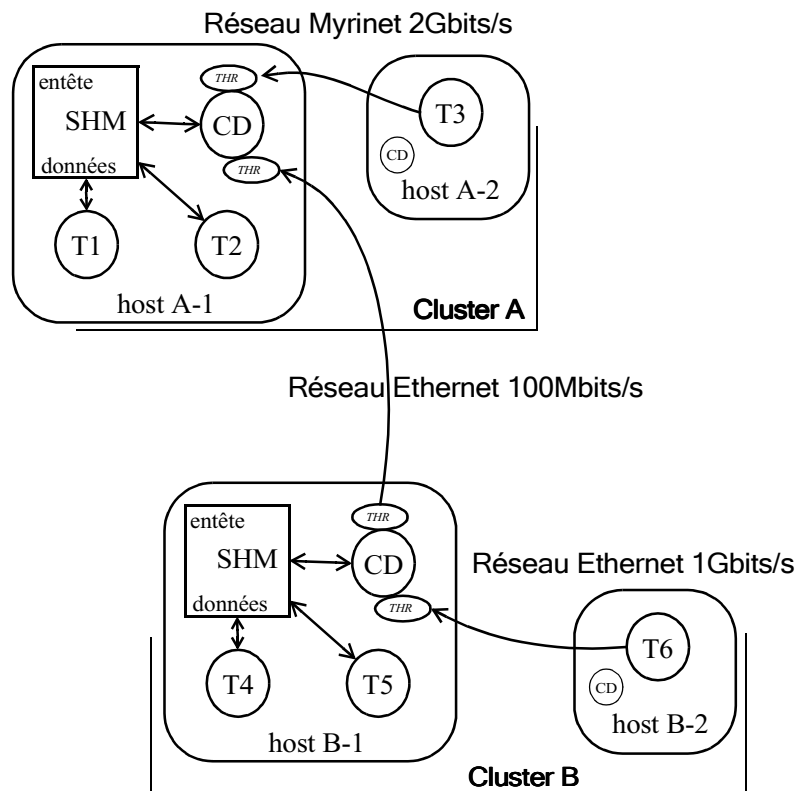 Réseau Myrinet 2Gbits/s
entête
THR
SHM
CD
T3
CD
données
THR
host A-2
T1
T2
host A-1
Cluster A
Réseau Ethernet 100Mbits/s
entête
THR
SHM
CD
Réseau Ethernet 1Gbits/s
données
THR
T4
T5
T6
CD
host B-2
host B-1
Cluster B